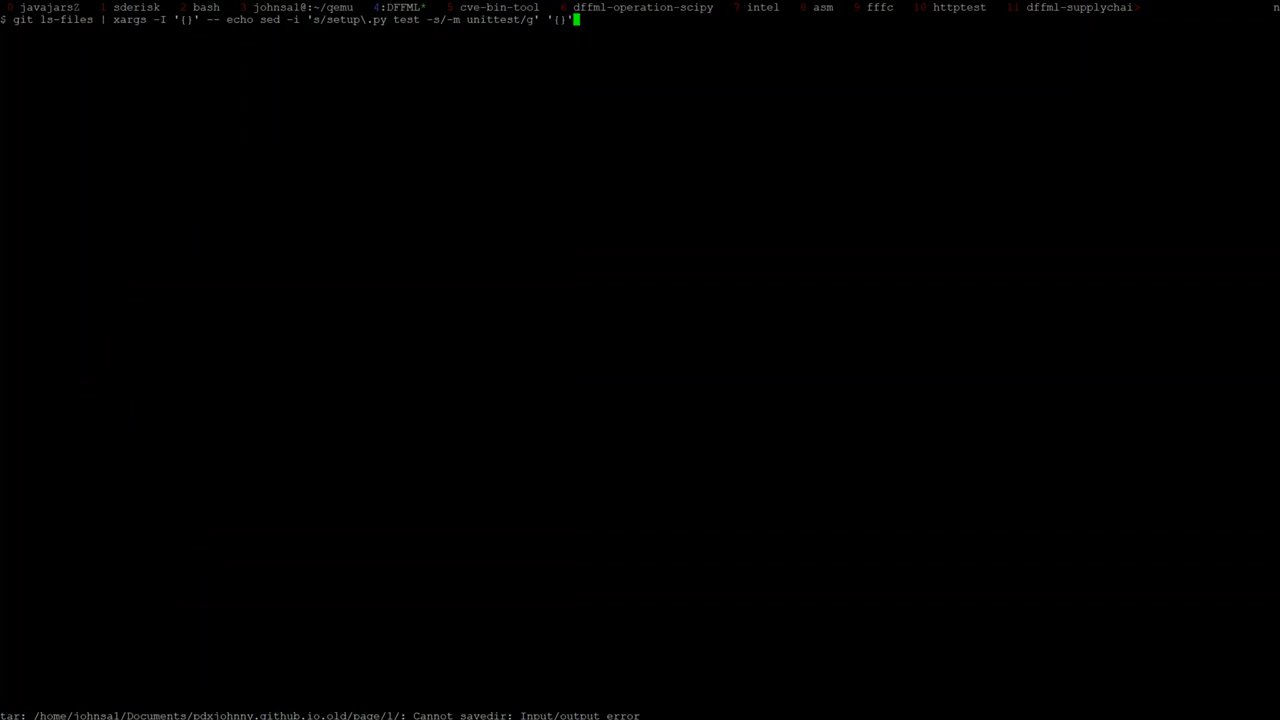 0 javajarsZ 1 sderisk 2 bash 3 johnsa1@:~/qemu 4:DFFML* 5 cve-bin-tool 6 dffml-operation-scipy 7 intel 8 asm 9 fffc 10 httptest 11 dffml-supplychai> n
$ git ls-files | xargs -I '{}' -- echo sed -i 's/setup\.py test -s/-m unittest/g' '{}'
tar: /home/johnsa1/Documents/pdxjohnny.github.io.old/page/1/: Cannot savedir: Input/output error